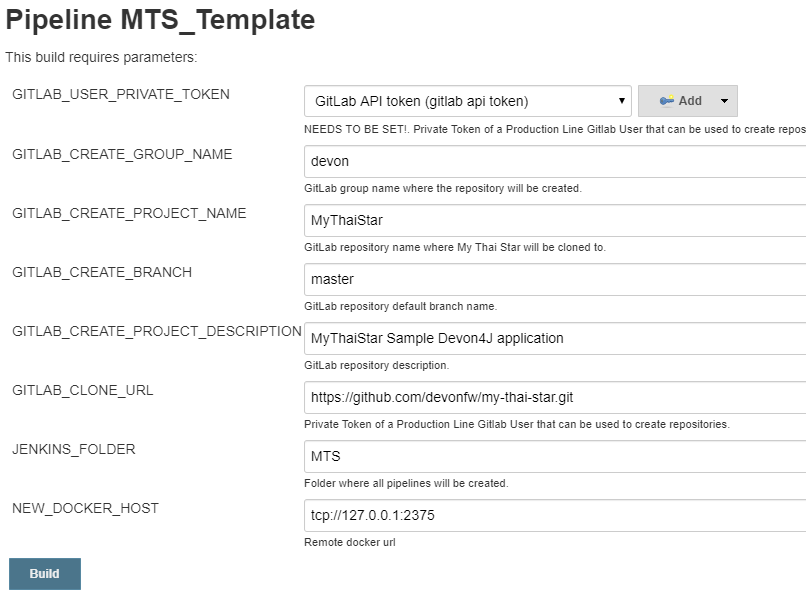 Pipeline MTS_Template
This build requires parameters:
GITLAB_USER_PRIVATE_TOKEN
GitLab API token (gitlab api token)
Add
NEEDS TO BE SET!. Private Token of a Production Line Gitlab User that can be used to create repos
GITLAB_CREATE_GROUP_NAME
devon
GitLab group name where the repository will be created.
GITLAB_CREATE_PROJECT_NAME
MyThaiStar
GitLab repository name where My Thai Star will be cloned to.
GITLAB_CREATE_BRANCH
master
GitLab repository default branch name.
GITLAB_CREATE_PROJECT_DESCRIPTION
MyThaiStar Sample Devon4J application
GitLab repository description.
GITLAB_CLONE_URL
https://github.com/devonfw/my-thai-star.git
Private Token of a Production Line Gitlab User that can be used to create repositories.
JENKINS_FOLDER
MTS
Folder where all pipelines will be created.
NEW_DOCKER_HOST
tcp://127.0.0.1:2375
Remote docker url
Build